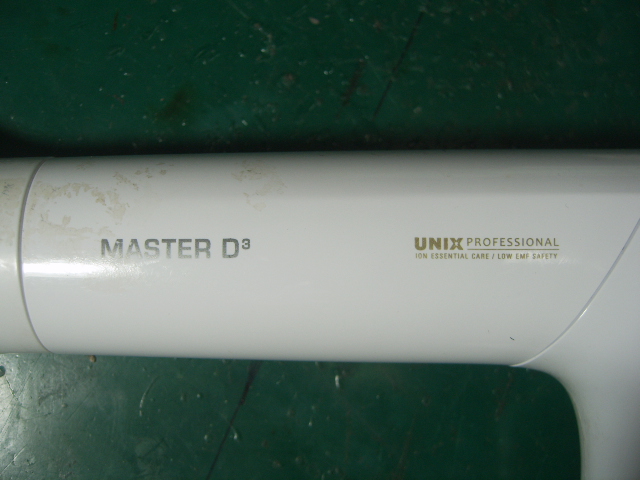 MASTER D³
UNIX PROFESSIONAL
ION ESSENTIAL CARE / LOW EMF SAFETY